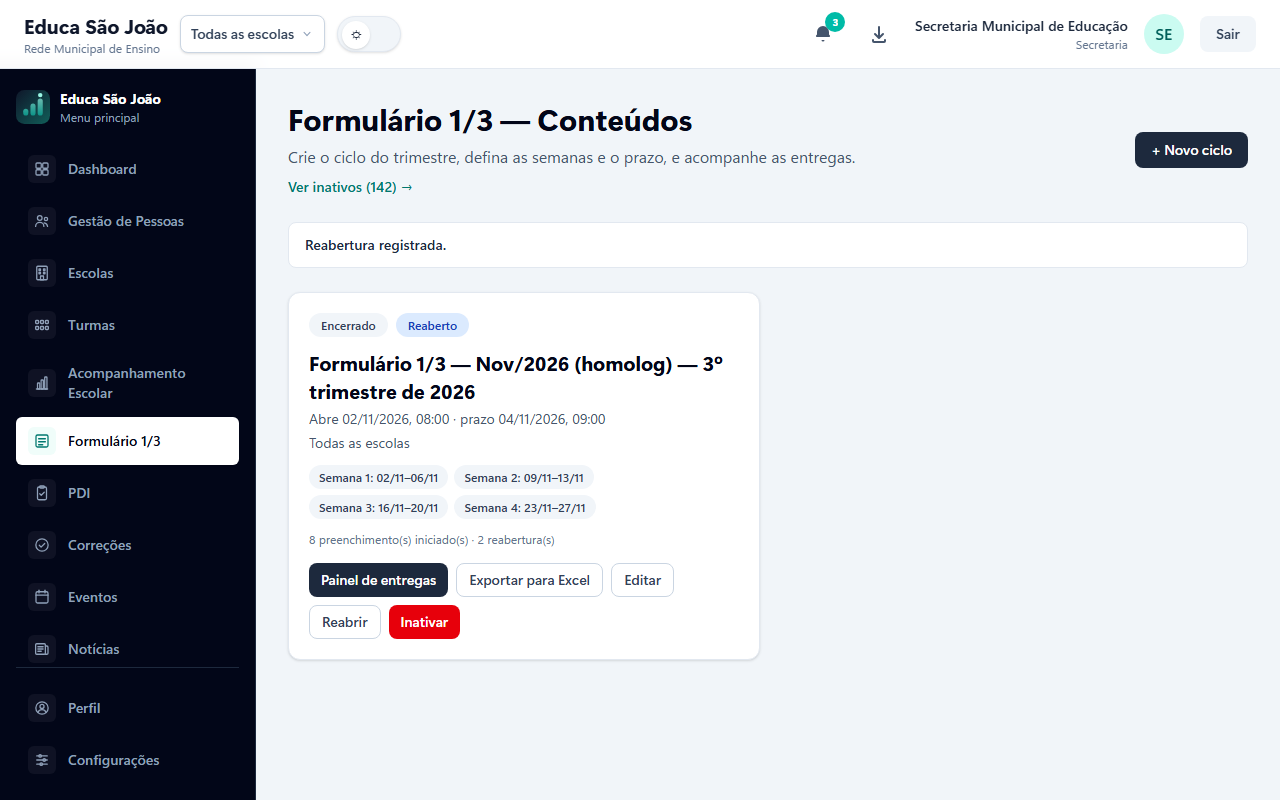 Educa São João
Rede Municipal de Ensino
Todas as escolas
3
Secretaria Municipal de Educação
Secretaria
SE
Sair
Educa São João
Menu principal
Dashboard
Gestão de Pessoas
Escolas
Turmas
Acompanhamento
Escolar
Formulário 1/3
PDI
Correções
Eventos
Notícias
Perfil
Configurações
Formulário 1/3 — Conteúdos
Crie o ciclo do trimestre, defina as semanas e o prazo, e acompanhe as entregas.
Ver inativos (142) →
+ Novo ciclo
Reabertura registrada.
Encerrado
Reaberto
Formulário 1/3 — Nov/2026 (homolog) — 3º
trimestre de 2026
Abre 02/11/2026, 08:00 · prazo 04/11/2026, 09:00
Todas as escolas
Semana 1: 02/11–06/11
Semana 2: 09/11–13/11
Semana 3: 16/11–20/11
Semana 4: 23/11–27/11
8 preenchimento(s) iniciado(s) · 2 reabertura(s)
Painel de entregas
Exportar para Excel
Editar
Reabrir
Inativar